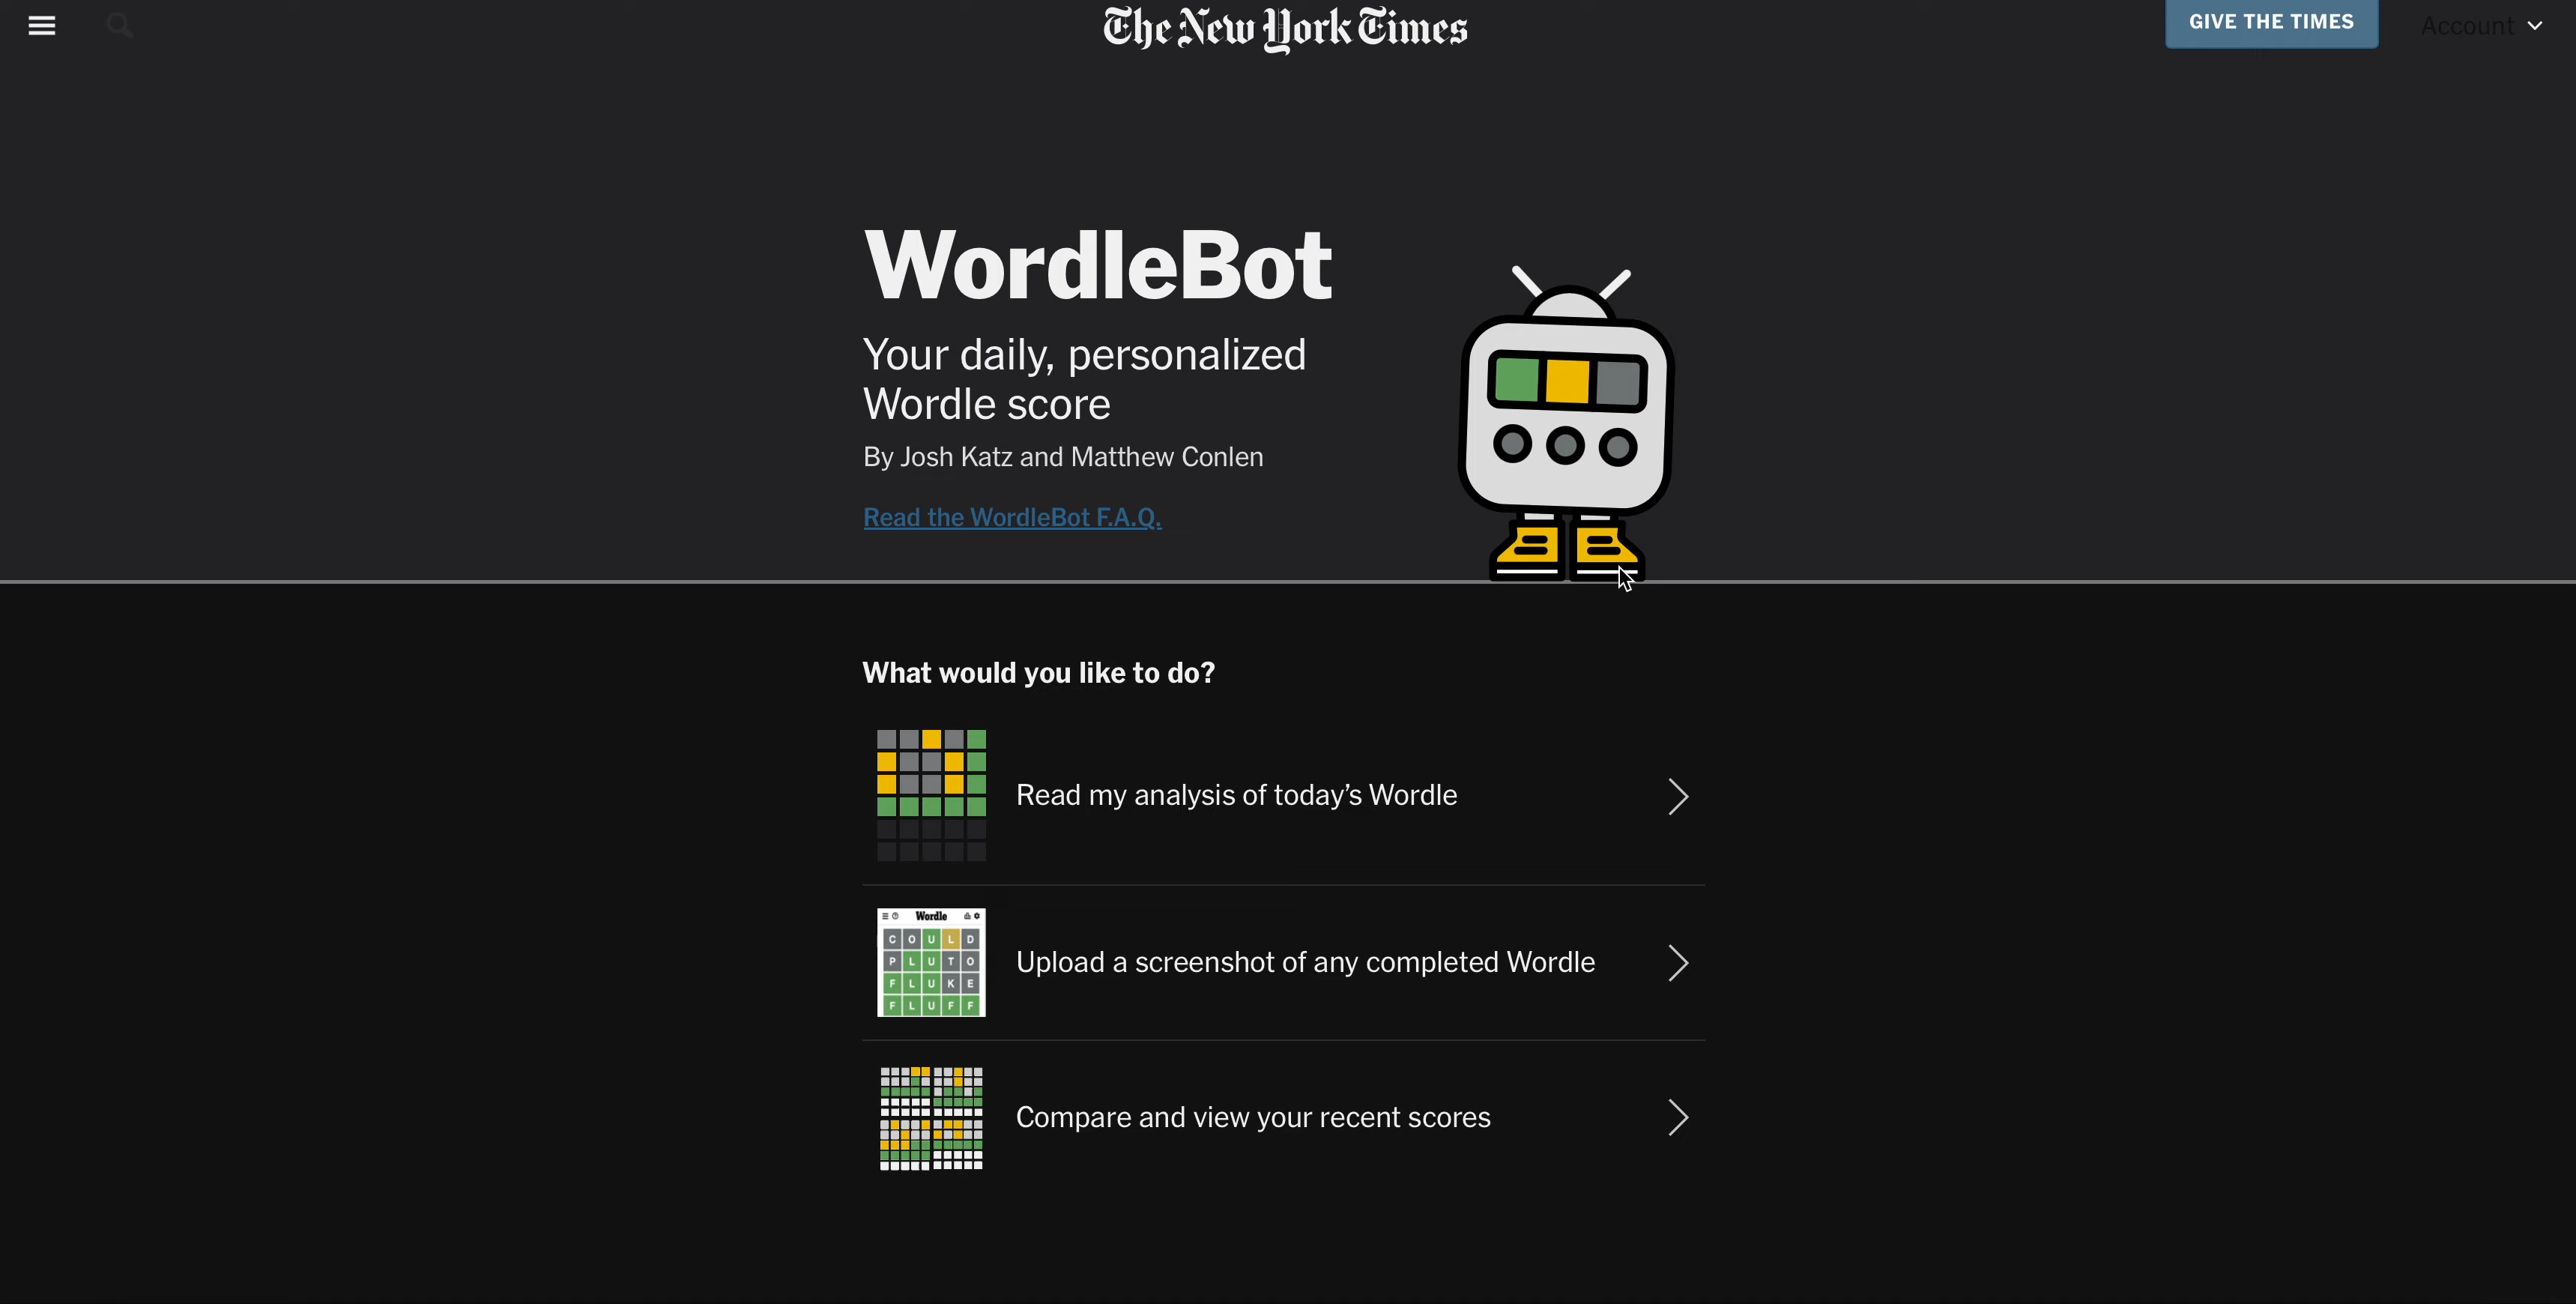 The New York Times
GIVE THE TIMES
Account
WordleBot
Your daily, personalized
Wordle score
By Josh Katz and Matthew Conlen
Read the WordleBot F.A.Q.
What would you like to do?
Read my analysis of today’s Wordle
Wordle
C O U L D
P L U T O
F L U K E
F L U F F
Upload a screenshot of any completed Wordle
Compare and view your recent scores